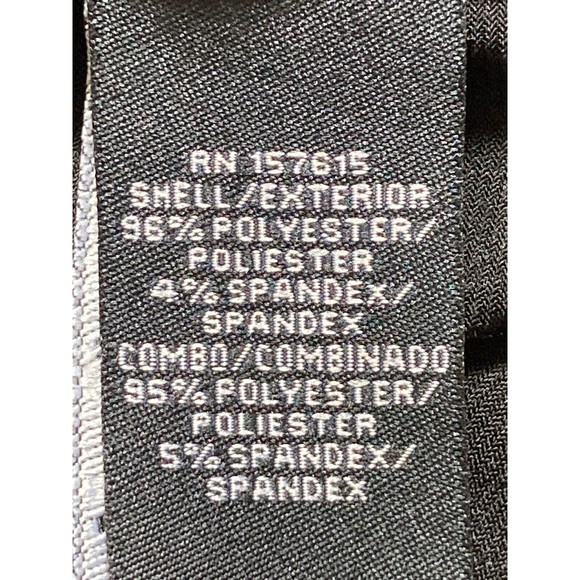 RN 157615
SHELL/EXTERIOR
96% POLYESTER/
POLIESTER
4% SPANDEX/
SPANDEX
COMBO/COMBINADO
95% POLYESTER/
POLIESTER
5% SPANDEX/
SPANDEX